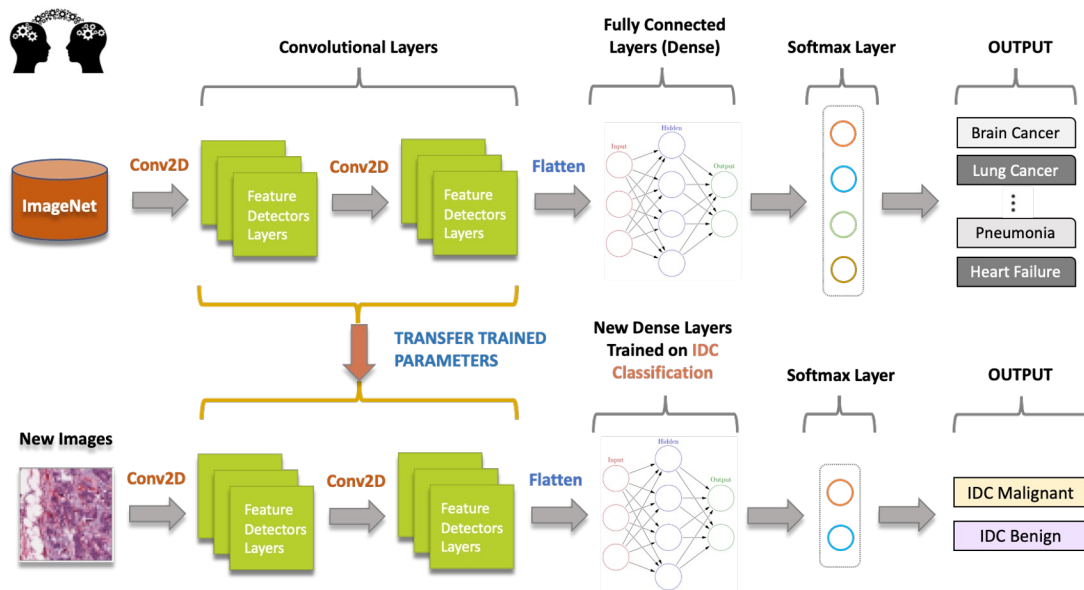 Convolutional Layers
Fully Connected
Layers (Dense)
Softmax Layer
OUTPUT
ImageNet
Conv2D
Feature
Detectors
Layers
Conv2D
Feature
Detectors
Layers
Flatten
Input
Hidden
Output
Brain Cancer
Lung Cancer
⋮
Pneumonia
Heart Failure
TRANSFER TRAINED
PARAMETERS
New Dense Layers
Trained on IDC
Classification
Softmax Layer
OUTPUT
New Images
Conv2D
Feature
Detectors
Layers
Conv2D
Feature
Detectors
Layers
Flatten
Input
Hidden
Output
IDC Malignant
IDC Benign